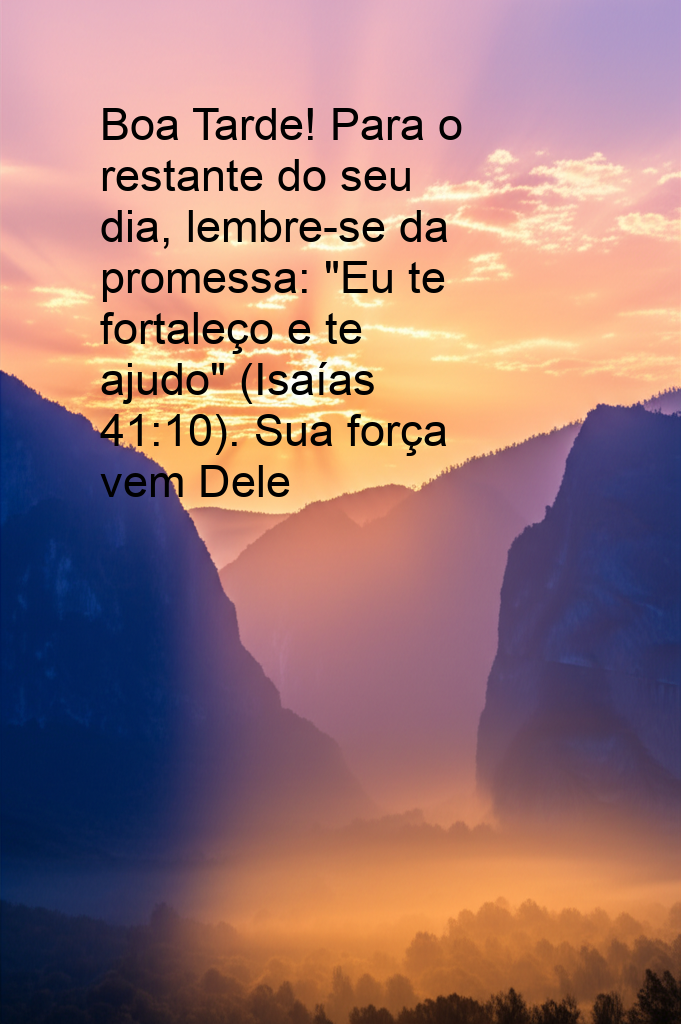 Boa Tarde! Para o
restante do seu
dia, lembre-se da
promessa: "Eu te
fortaleço e te
ajudo" (Isaías
41:10). Sua força
vem Dele